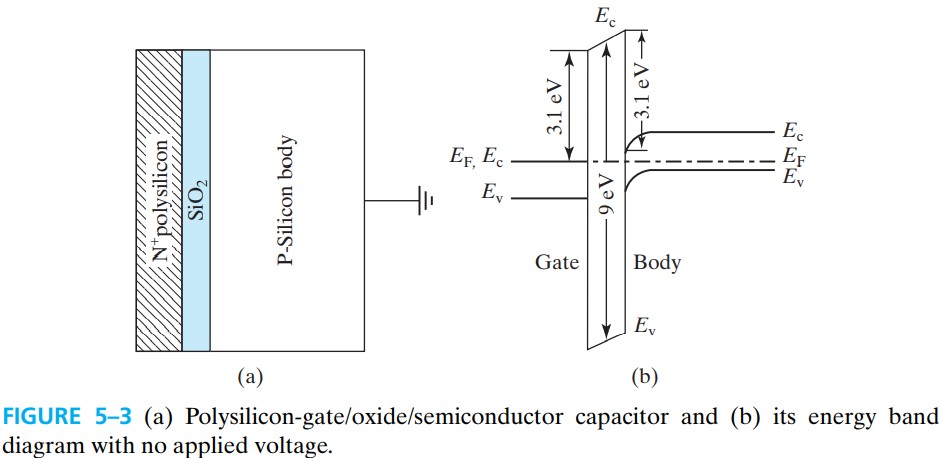 N⁺polysilicon
SiO₂
P-Silicon body
(a)
E_c
3.1 eV
3.1 eV
E_F, E_c
E_v
9 eV
E_c
E_F
E_v
Gate
Body
E_v
(b)
FIGURE 5–3 (a) Polysilicon-gate/oxide/semiconductor capacitor and (b) its energy band
diagram with no applied voltage.